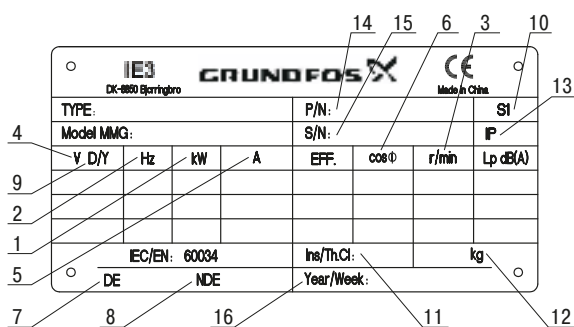 14 15 6 3 10
IE3 GRUNDFOS X CE
DK-8850 Bjerringbro Made in China
13
TYPE: P/N: S1
Model MMG: S/N: IP
4
V D/Y Hz kW A EFF. cosΦ r/min Lp dB(A)
9
2
1
5
IEC/EN: 60034 Ins/Th.Cl: kg
DE NDE Year/Week:
7 8 16 11 12